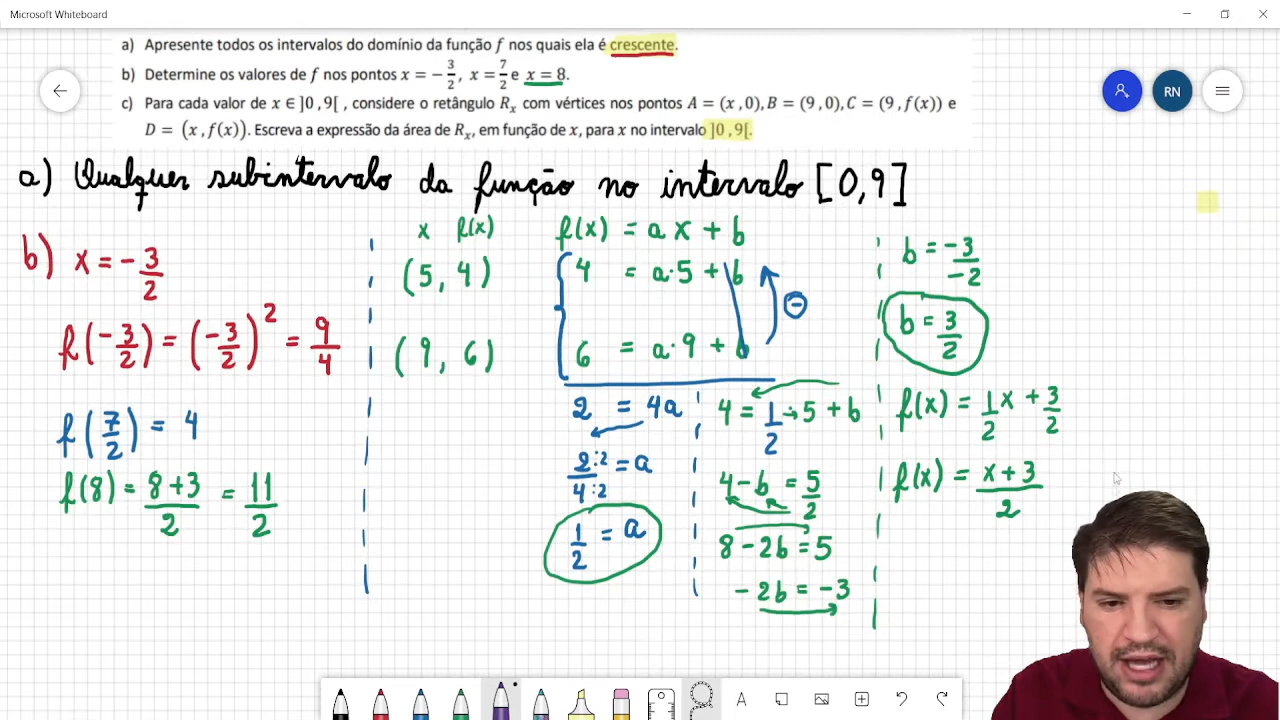 Microsoft Whiteboard
a) Apresente todos os intervalos do domínio da função f nos quais ela é crescente.
b) Determine os valores de f nos pontos x = −3/2, x = 7/2 e x = 8.
c) Para cada valor de x ∈ ]0 , 9[ , considere o retângulo Rx com vértices nos pontos A = (x , 0), B = (9 , 0), C = (9 , f(x)) e
D = (x , f(x)). Escreva a expressão da área de Rx, em função de x, para x no intervalo ]0 , 9[.
RN
a) Qualquer subintervalo da função no intervalo [0,9]
b) x = -3/2
f(-3/2) = (-3/2)^2 = 9/4
f(7/2) = 4
f(8) = 8+3/2 = 11/2
x f(x)
(5, 4)
(9, 6)
f(x) = a x + b
4 = a·5 + b
6 = a·9 + b
-
2 = 4a
2:2/4:2 = a
1/2 = a
4 = 1/2 · 5 + b
4 - b = 5/2
8 - 2b = 5
- 2b = -3
b = -3/-2
b = 3/2
f(x) = 1/2 x + 3/2
f(x) = x+3/2